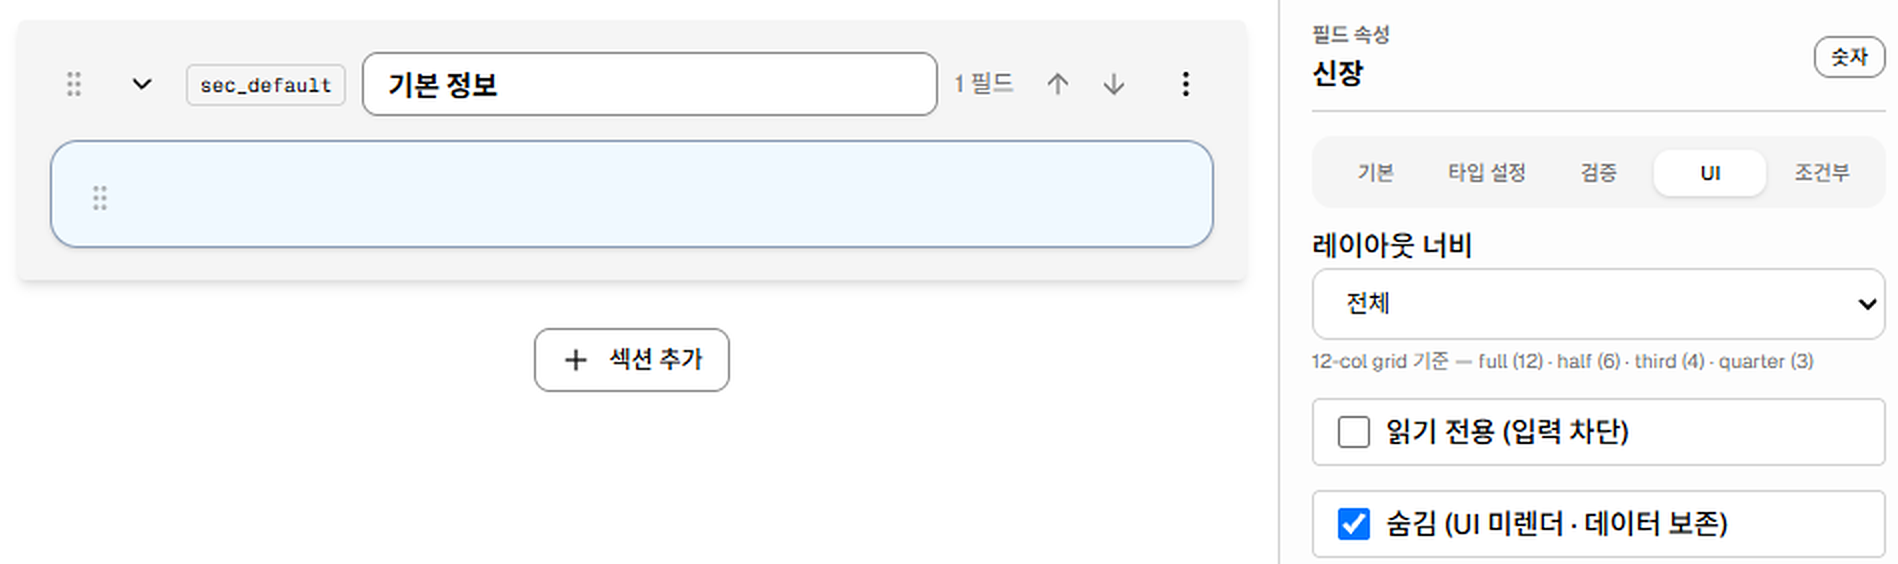 sec_default 기본 정보 1 필드
+ 섹션 추가
필드 속성
신장
숫자
기본 타입 설정 검증 UI 조건부
레이아웃 너비
전체
12-col grid 기준 — full (12) · half (6) · third (4) · quarter (3)
읽기 전용 (입력 차단)
숨김 (UI 미렌더 · 데이터 보존)